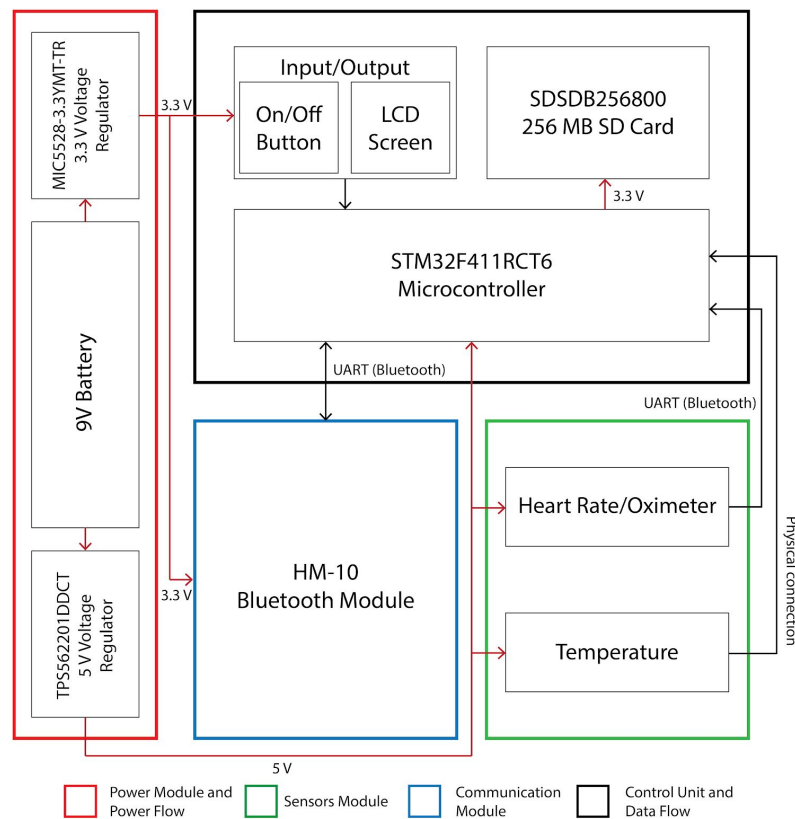 MIC5528-3.3YMT-TR
3.3 V Voltage
Regulator
9V Battery
TPS562201DDCT
5 V Voltage
Regulator
3.3 V
3.3 V
5 V
Input/Output
On/Off
Button
LCD
Screen
SDSDB256800
256 MB SD Card
3.3 V
STM32F411RCT6
Microcontroller
UART (Bluetooth)
UART (Bluetooth)
HM-10
Bluetooth Module
Heart Rate/Oximeter
Temperature
Physical connection
Power Module and
Power Flow
Sensors Module
Communication
Module
Control Unit and
Data Flow